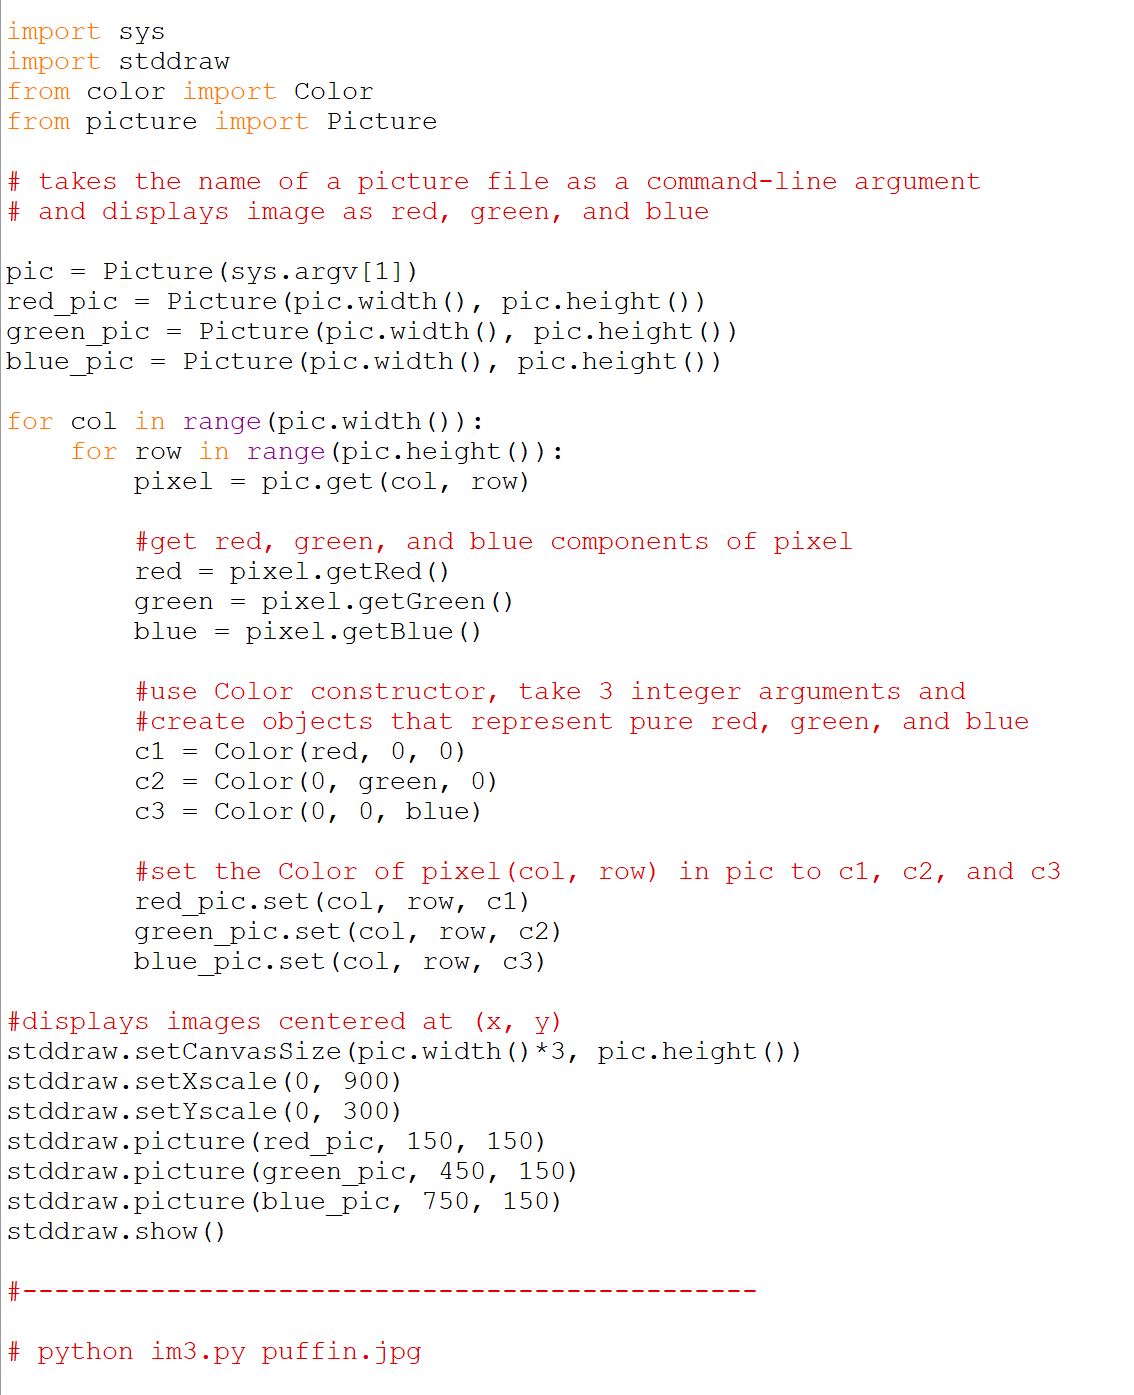 import sys
import stddraw
from color import Color
from picture import Picture

# takes the name of a picture file as a command-line argument
# and displays image as red, green, and blue

pic = Picture(sys.argv[1])
red_pic = Picture(pic.width(), pic.height())
green_pic = Picture(pic.width(), pic.height())
blue_pic = Picture(pic.width(), pic.height())

for col in range(pic.width()):
    for row in range(pic.height()):
        pixel = pic.get(col, row)

        #get red, green, and blue components of pixel
        red = pixel.getRed()
        green = pixel.getGreen()
        blue = pixel.getBlue()

        #use Color constructor, take 3 integer arguments and
        #create objects that represent pure red, green, and blue
        c1 = Color(red, 0, 0)
        c2 = Color(0, green, 0)
        c3 = Color(0, 0, blue)

        #set the Color of pixel(col, row) in pic to c1, c2, and c3
        red_pic.set(col, row, c1)
        green_pic.set(col, row, c2)
        blue_pic.set(col, row, c3)

#displays images centered at (x, y)
stddraw.setCanvasSize(pic.width()*3, pic.height())
stddraw.setXscale(0, 900)
stddraw.setYscale(0, 300)
stddraw.picture(red_pic, 150, 150)
stddraw.picture(green_pic, 450, 150)
stddraw.picture(blue_pic, 750, 150)
stddraw.show()

#----------------------------------------------

# python im3.py puffin.jpg